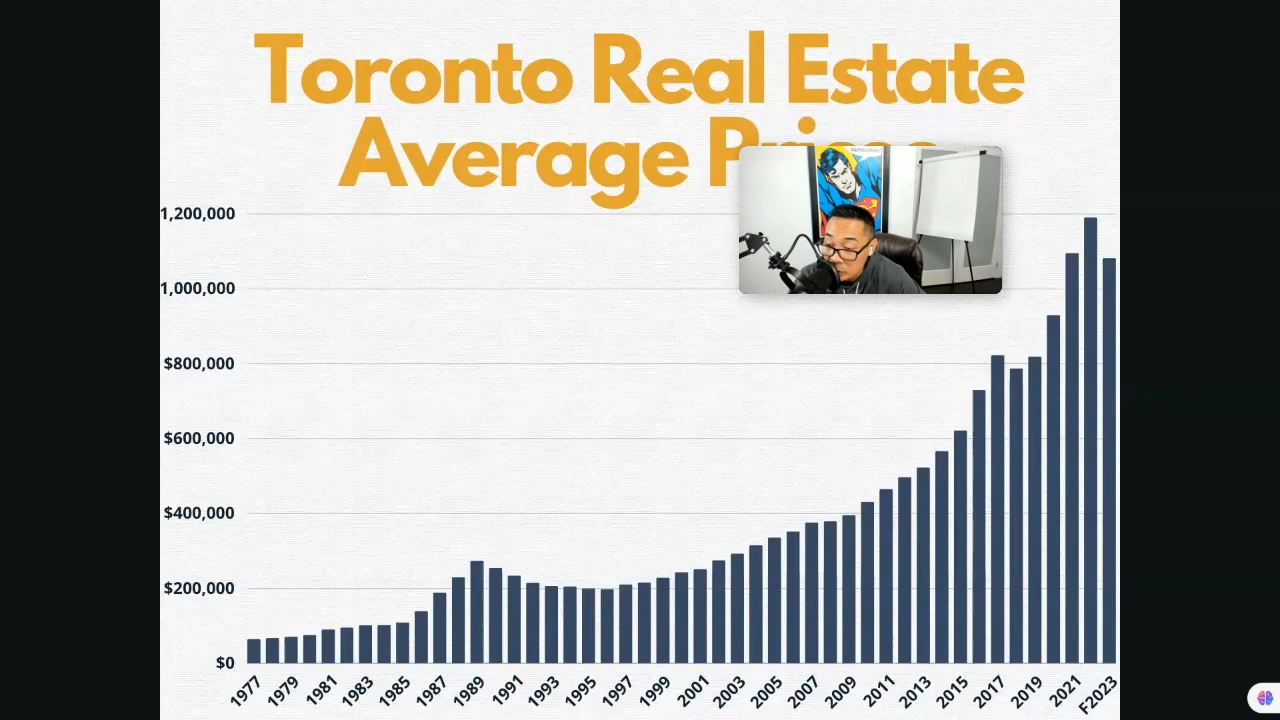 Toronto Real Estate
Average Prices
1,200,000
1,000,000
$800,000
$600,000
$400,000
$200,000
$0
1977 1979 1981 1983 1985 1987 1989 1991 1993 1995 1997 1999 2001 2003 2005 2007 2009 2011 2013 2015 2017 2019 2021 F2023